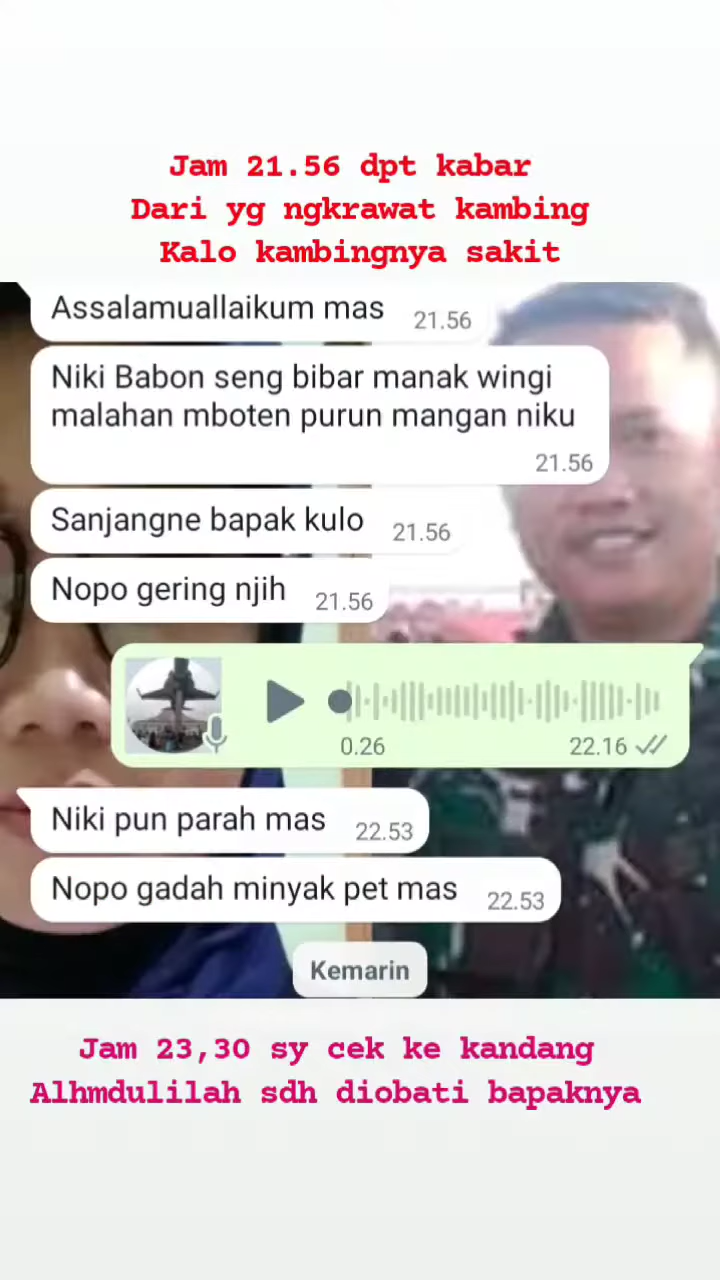 Jam 21.56 dpt kabar
Dari yg ngkrawat kambing
Kalo kambingnya sakit
Assalamuallaikum mas 21.56
Niki Babon seng bibar manak wingi
malahan mboten purun mangan niku
21.56
Sanjangne bapak kulo 21.56
Nopo gering njih 21.56
0.26 22.16
Niki pun parah mas 22.53
Nopo gadah minyak pet mas 22.53
Kemarin
Jam 23,30 sy cek ke kandang
Alhmdulilah sdh diobati bapaknya